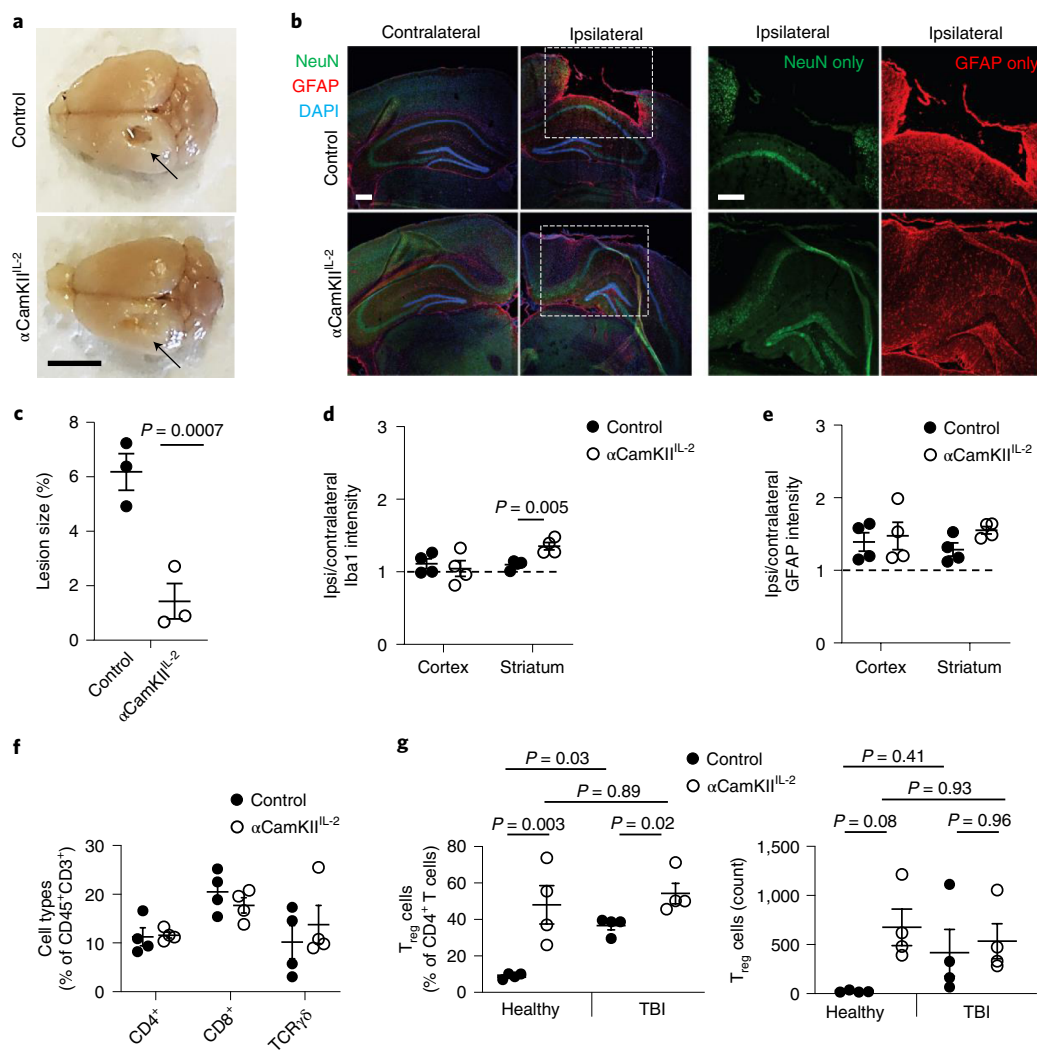 a
Control
αCamKII^IL-2
b
Contralateral
Ipsilateral
Ipsilateral
Ipsilateral
NeuN
GFAP
DAPI
NeuN only
GFAP only
Control
αCamKII^IL-2
c
Lesion size (%)
8
6
4
2
0
P = 0.0007
Control
αCamKII^IL-2
d
Control
αCamKII^IL-2
Ipsi/contralateral
Iba1 intensity
3
2
1
0
P = 0.005
Cortex
Striatum
e
Control
αCamKII^IL-2
Ipsi/contralateral
GFAP intensity
3
2
1
0
Cortex
Striatum
f
Control
αCamKII^IL-2
Cell types
(% of CD45⁺CD3⁺)
30
20
10
0
CD4⁺
CD8⁺
TCRγδ
g
Control
αCamKII^IL-2
P = 0.03
P = 0.89
P = 0.003
P = 0.02
T_reg cells
(% of CD4⁺ T cells)
80
60
40
20
0
Healthy
TBI
P = 0.41
P = 0.93
P = 0.08
P = 0.96
T_reg cells (count)
1,500
1,000
500
0
Healthy
TBI